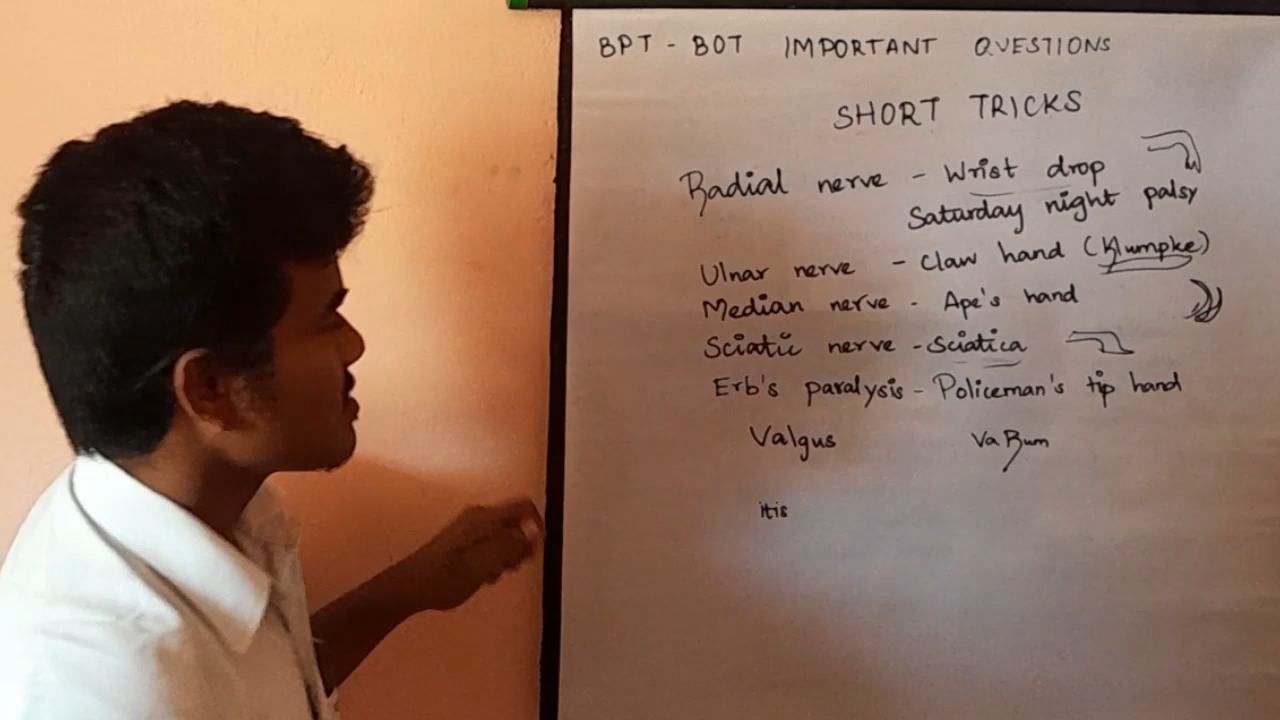 BPT - BOT IMPORTANT QUESTIONS
SHORT TRICKS
Radial nerve - Wrist drop
Saturday night palsy
Ulnar nerve - Claw hand (Klumpke)
Median nerve - Ape's hand
Sciatic nerve - Sciatica
Erb's paralysis - Policeman's tip hand
Valgus VaRum
itis